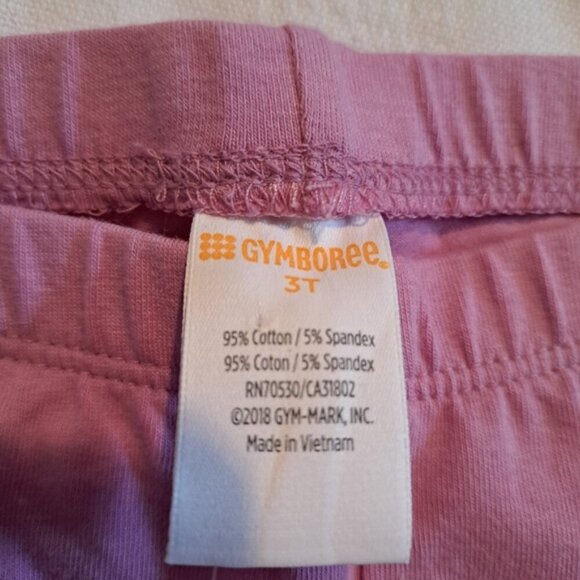 GYMBOREE
3T
95% Cotton / 5% Spandex
95% Coton / 5% Spandex
RN70530/CA31802
©2018 GYM-MARK, INC.
Made in Vietnam